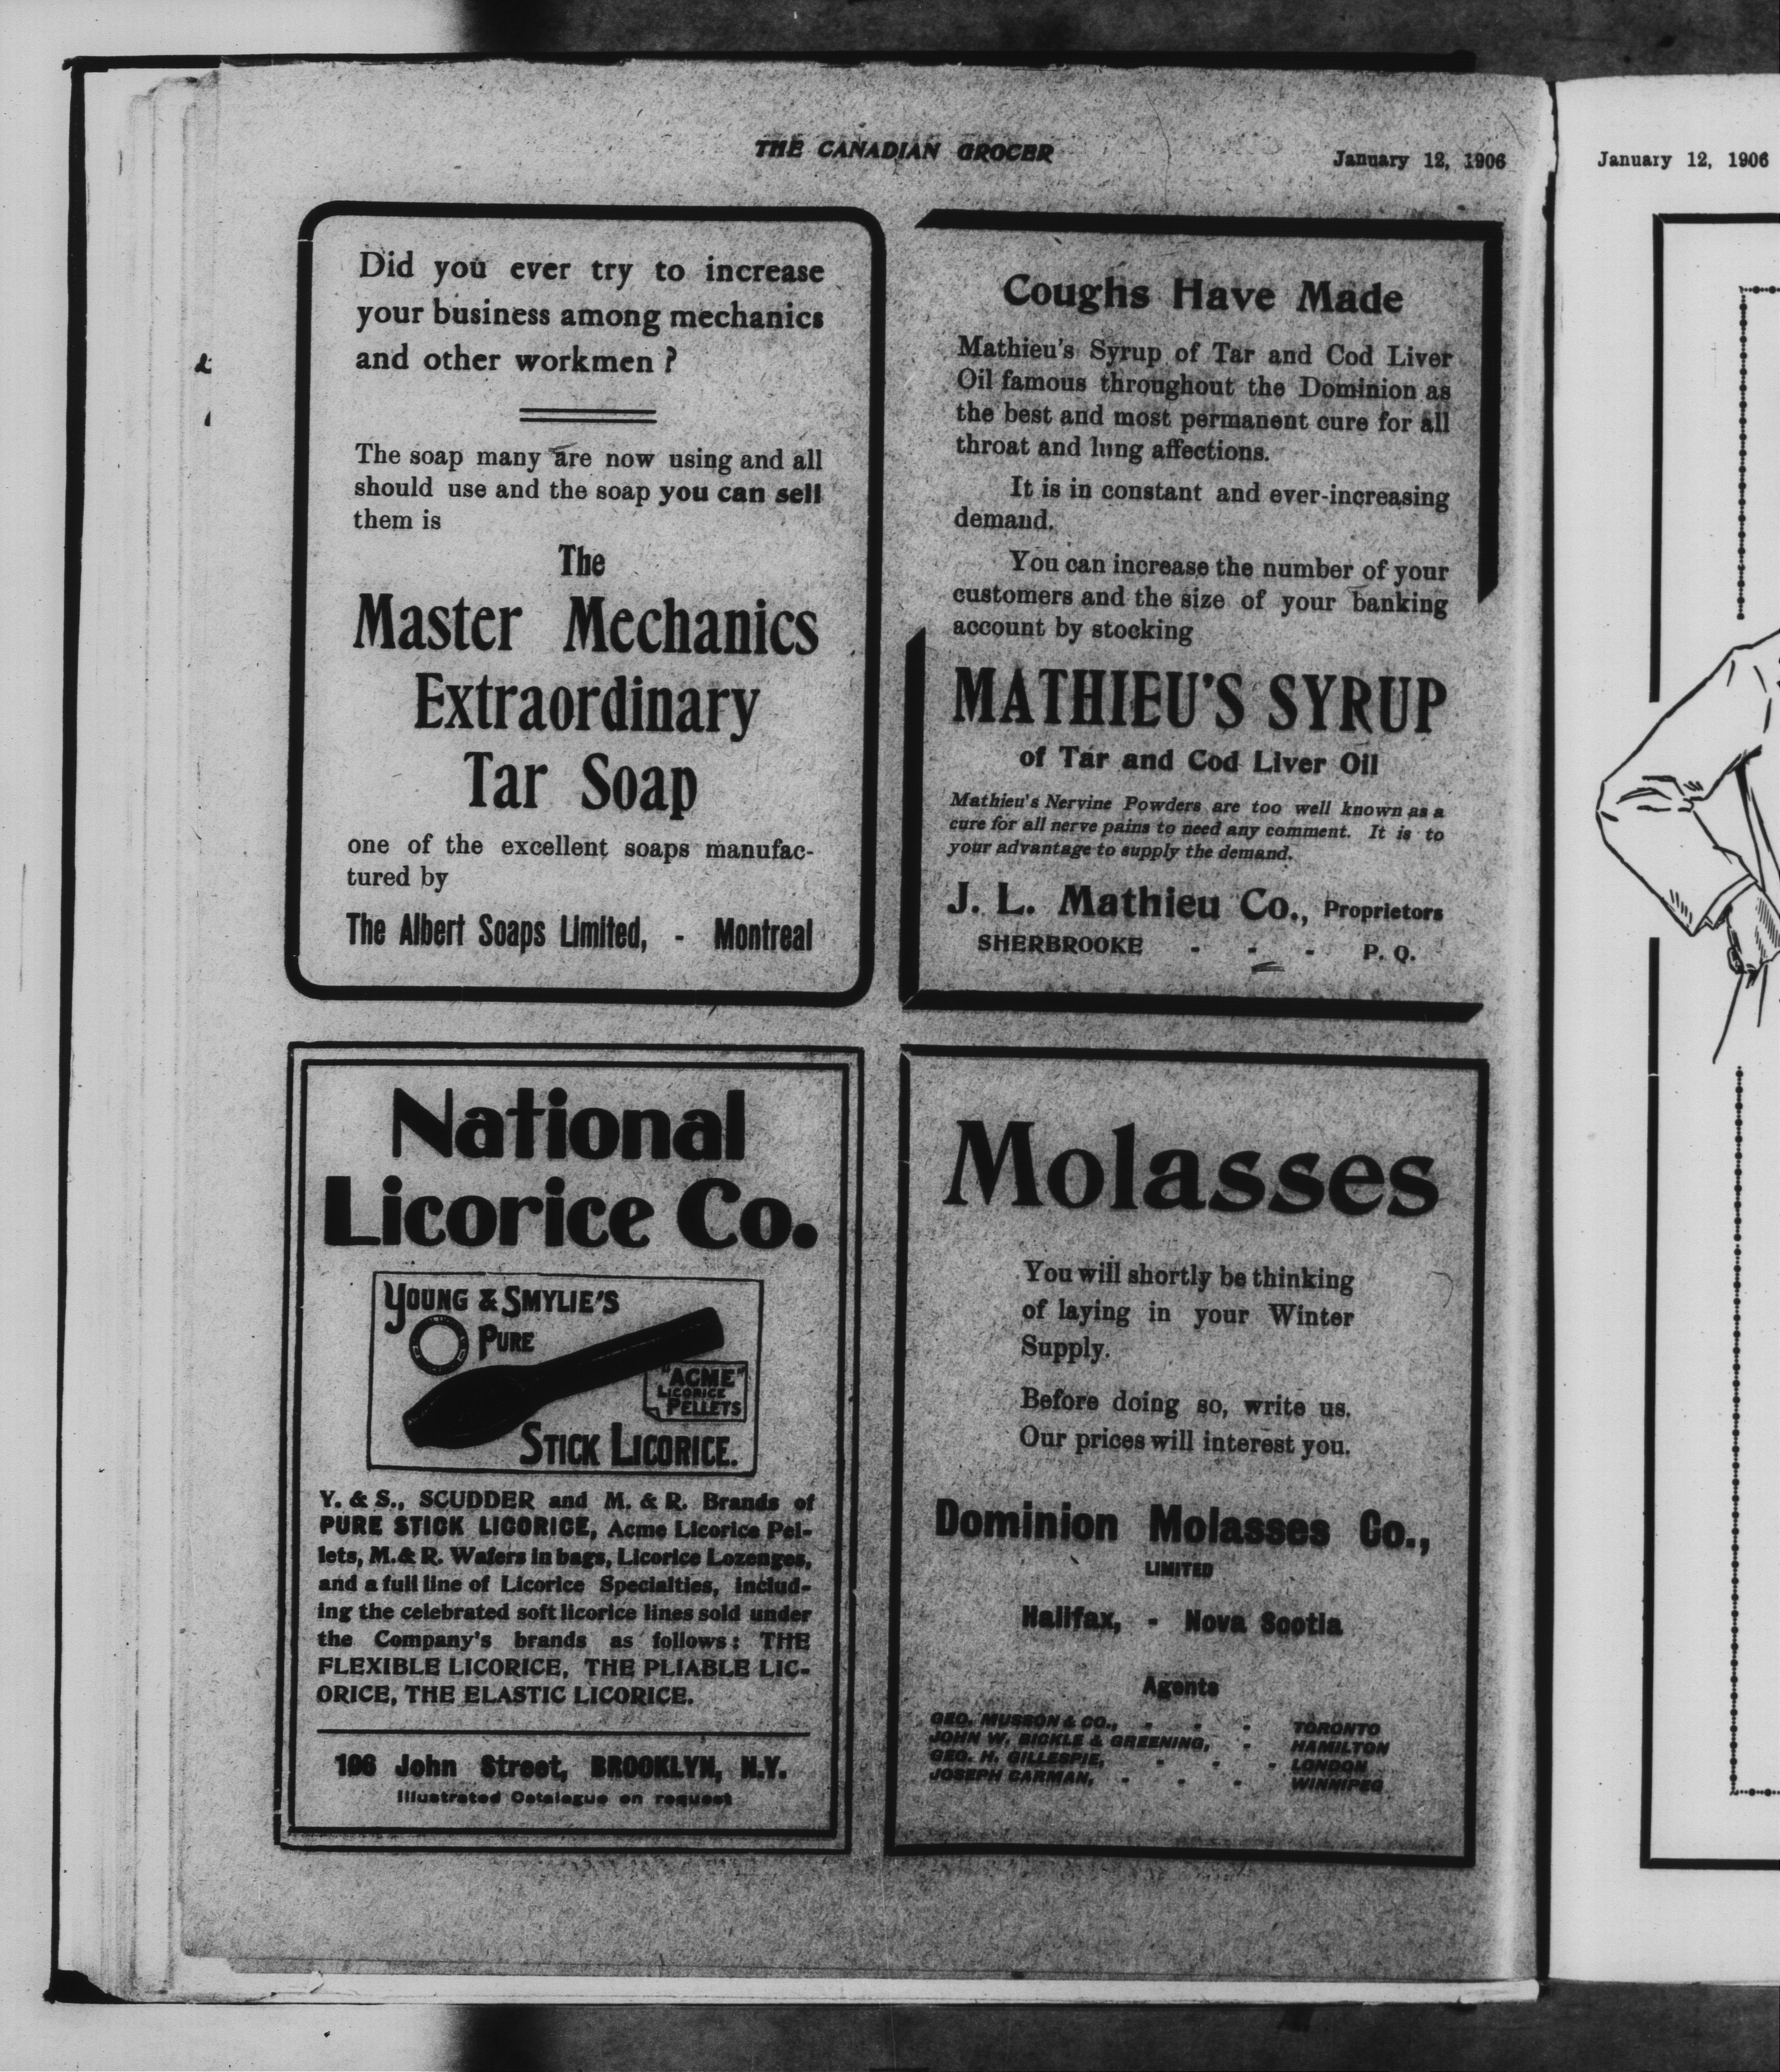 THE CANADIAN GROCER
January 12, 1906
Did you ever try to increase
your business among mechanics
and other workmen?
The soap many are now using and all
should use and the soap you can sell
them is
The
Master Mechanics
Extraordinary
Tar Soap
one of the excellent soaps manufac-
tured by
The Albert Soaps Limited, - Montreal
Coughs Have Made
Mathieu's Syrup of Tar and Cod Liver
Oil famous throughout the Dominion as
the best and most permanent cure for all
throat and lung affections.
It is in constant and ever-increasing
demand.
You can increase the number of your
customers and the size of your banking
account by stocking
MATHIEU'S SYRUP
of Tar and Cod Liver Oil
Mathieu's Nervine Powders are too well known as a
cure for all nerve pains to need any comment. It is to
your advantage to supply the demand.
J. L. Mathieu Co., Proprietors
SHERBROOKE - - - P. Q.
National
Licorice Co.
YOUNG & SMYLIE'S
PURE
"ACME"
LICORICE
PELLETS
STICK LICORICE.
Y. & S., SCUDDER and M. & R. Brands of
PURE STICK LICORICE, Acme Licorice Pel-
lets, M. & R. Wafers in bags, Licorice Lozenges,
and a full line of Licorice Specialties, includ-
ing the celebrated soft licorice lines sold under
the Company's brands as follows: THE
FLEXIBLE LICORICE, THE PLIABLE LIC-
ORICE, THE ELASTIC LICORICE.
106 John Street, BROOKLYN, N.Y.
Illustrated Catalogue on request
Molasses
You will shortly be thinking
of laying in your Winter
Supply.
Before doing so, write us.
Our prices will interest you.
Dominion Molasses Co.,
LIMITED
Halifax, - Nova Scotia
Agents
GEO. MUSSON & CO., - - - TORONTO
JOHN W. BICKLE & GREENING, - HAMILTON
GEO. H. GILLESPIE, - - - LONDON
JOSEPH CARMAN, - - - WINNIPEG
January 12, 1906